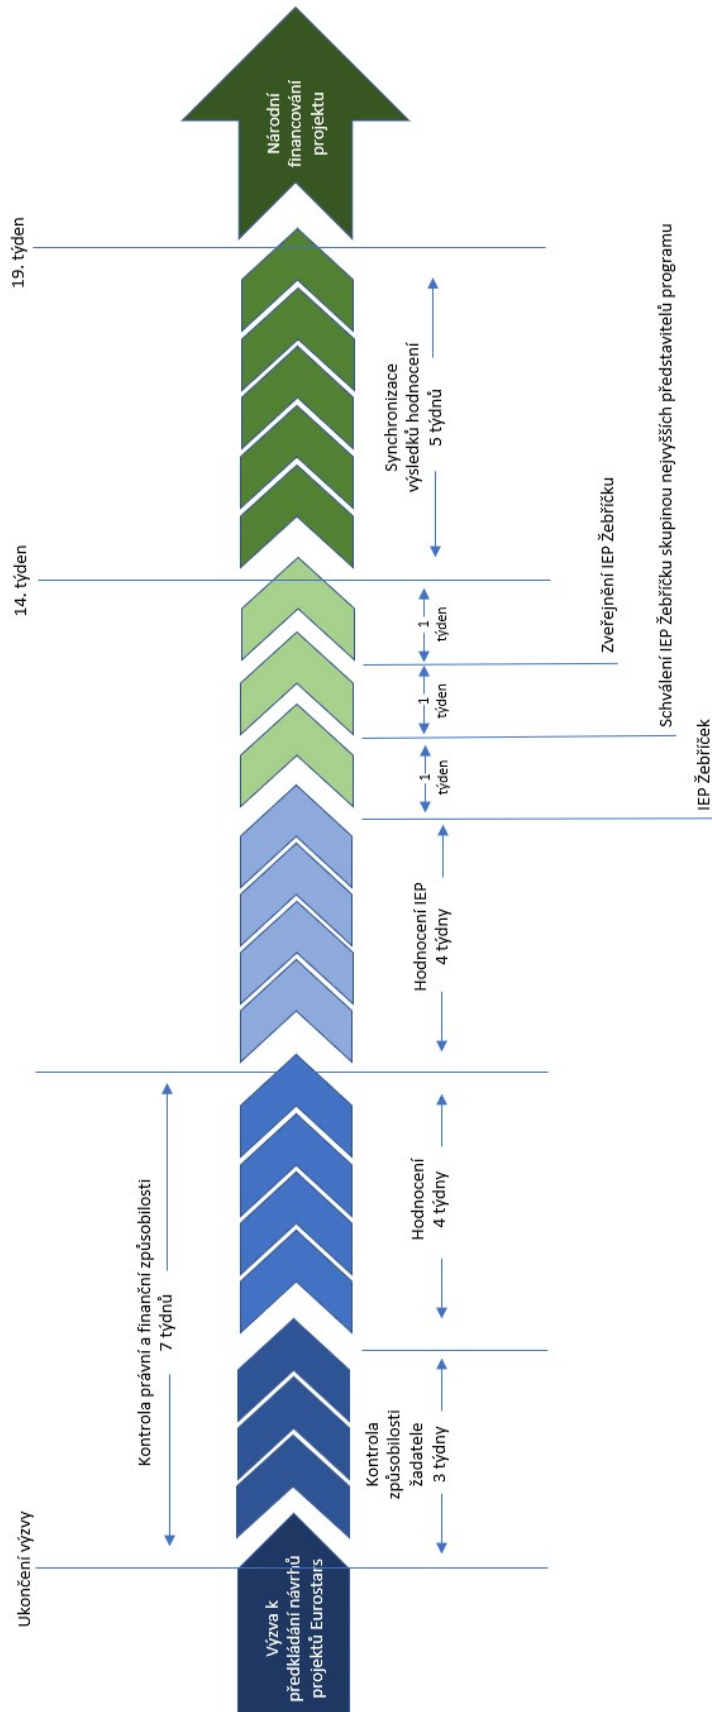 Ukončení výzvy
Kontrola právní a finanční způsobilosti
7 týdnů
14. týden
19. týden
Výzva k
předkládání návrhů
projektů Eurostars
Národní
financování
projektu
Kontrola
způsobilosti
žadatele
3 týdny
Hodnocení
4 týdny
Hodnocení IEP
4 týdny
1
týden
1
týden
1
týden
Synchronizace
výsledků hodnocení
5 týdnů
IEP Žebříček
Schválení IEP Žebříčku skupinou nejvyšších představitelů programu
Zveřejnění IEP Žebříčku